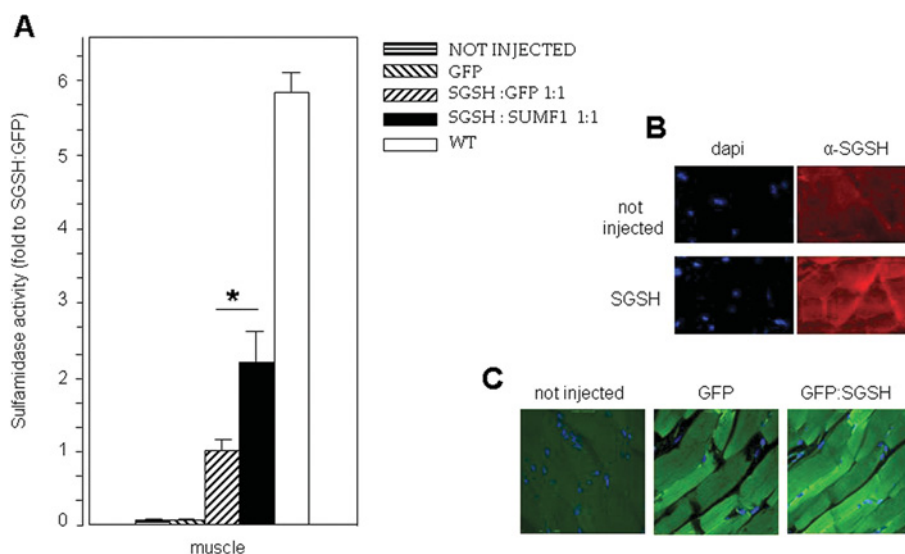 A
Sulfamidase activity (fold to SGSH:GFP)
6
5
4
3
2
1
0
muscle
*
NOT INJECTED
GFP
SGSH :GFP 1:1
SGSH : SUMF1 1:1
WT
B
dapi α-SGSH
not
injected
SGSH
C
not injected GFP GFP:SGSH